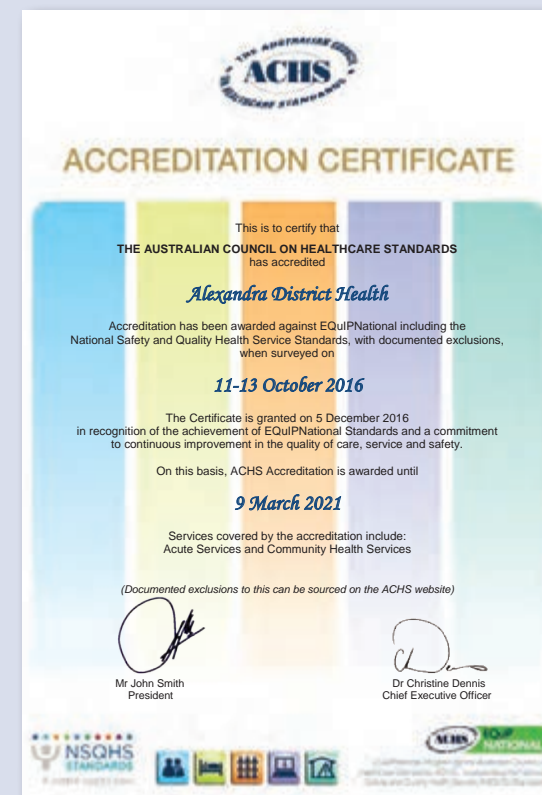 THE AUSTRALIAN COUNCIL
ACHS
ON HEALTHCARE STANDARDS
ACCREDITATION CERTIFICATE
This is to certify that
THE AUSTRALIAN COUNCIL ON HEALTHCARE STANDARDS
has accredited
Alexandra District Health
Accreditation has been awarded against EQuIPNational including the
National Safety and Quality Health Service Standards, with documented exclusions,
when surveyed on
11-13 October 2016
The Certificate is granted on 5 December 2016
in recognition of the achievement of EQuIPNational Standards and a commitment
to continuous improvement in the quality of care, service and safety.
On this basis, ACHS Accreditation is awarded until
9 March 2021
Services covered by the accreditation include:
Acute Services and Community Health Services
(Documented exclusions to this can be sourced on the ACHS website)
Mr John Smith
President
Dr Christine Dennis
Chief Executive Officer
NSQHS
STANDARDS
ACHS
EQuIP
NATIONAL